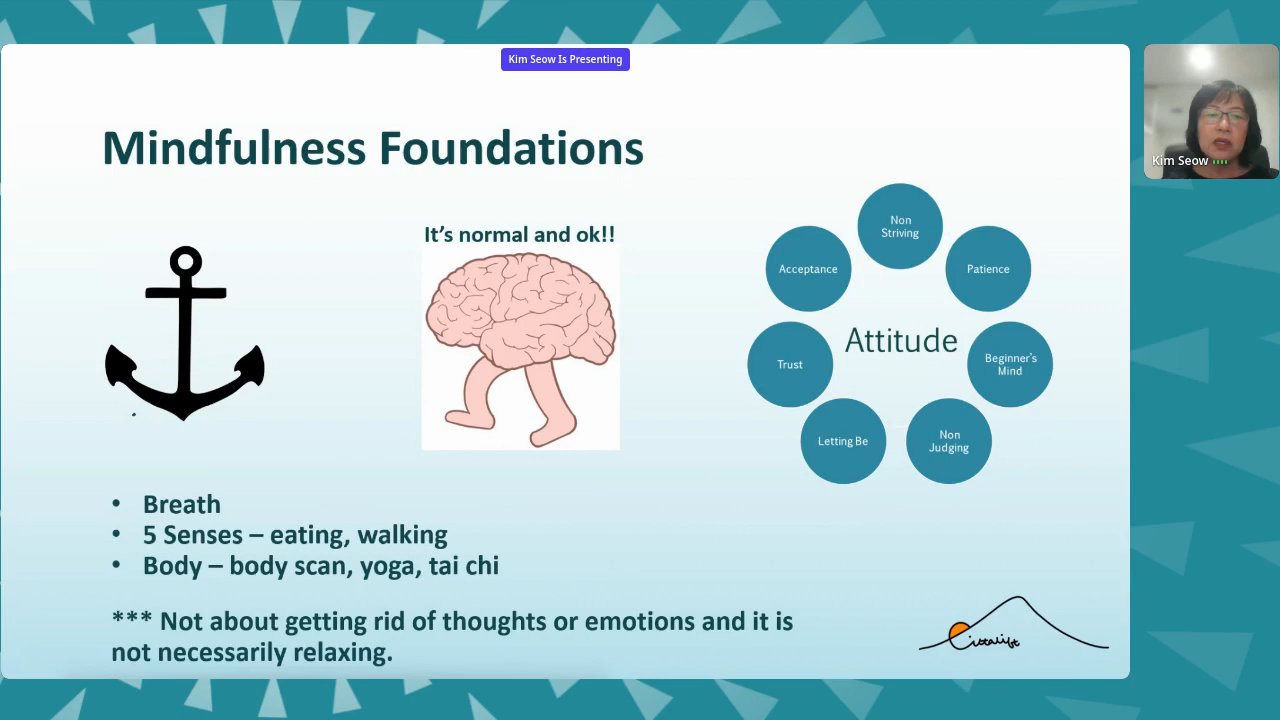 Kim Seow Is Presenting
Mindfulness Foundations
It's normal and ok!!
Non
Striving
Acceptance
Patience
Attitude
Trust
Beginner's
Mind
Letting Be
Non
Judging
• Breath
• 5 Senses – eating, walking
• Body – body scan, yoga, tai chi
*** Not about getting rid of thoughts or emotions and it is
not necessarily relaxing.
Cittalift
Kim Seow